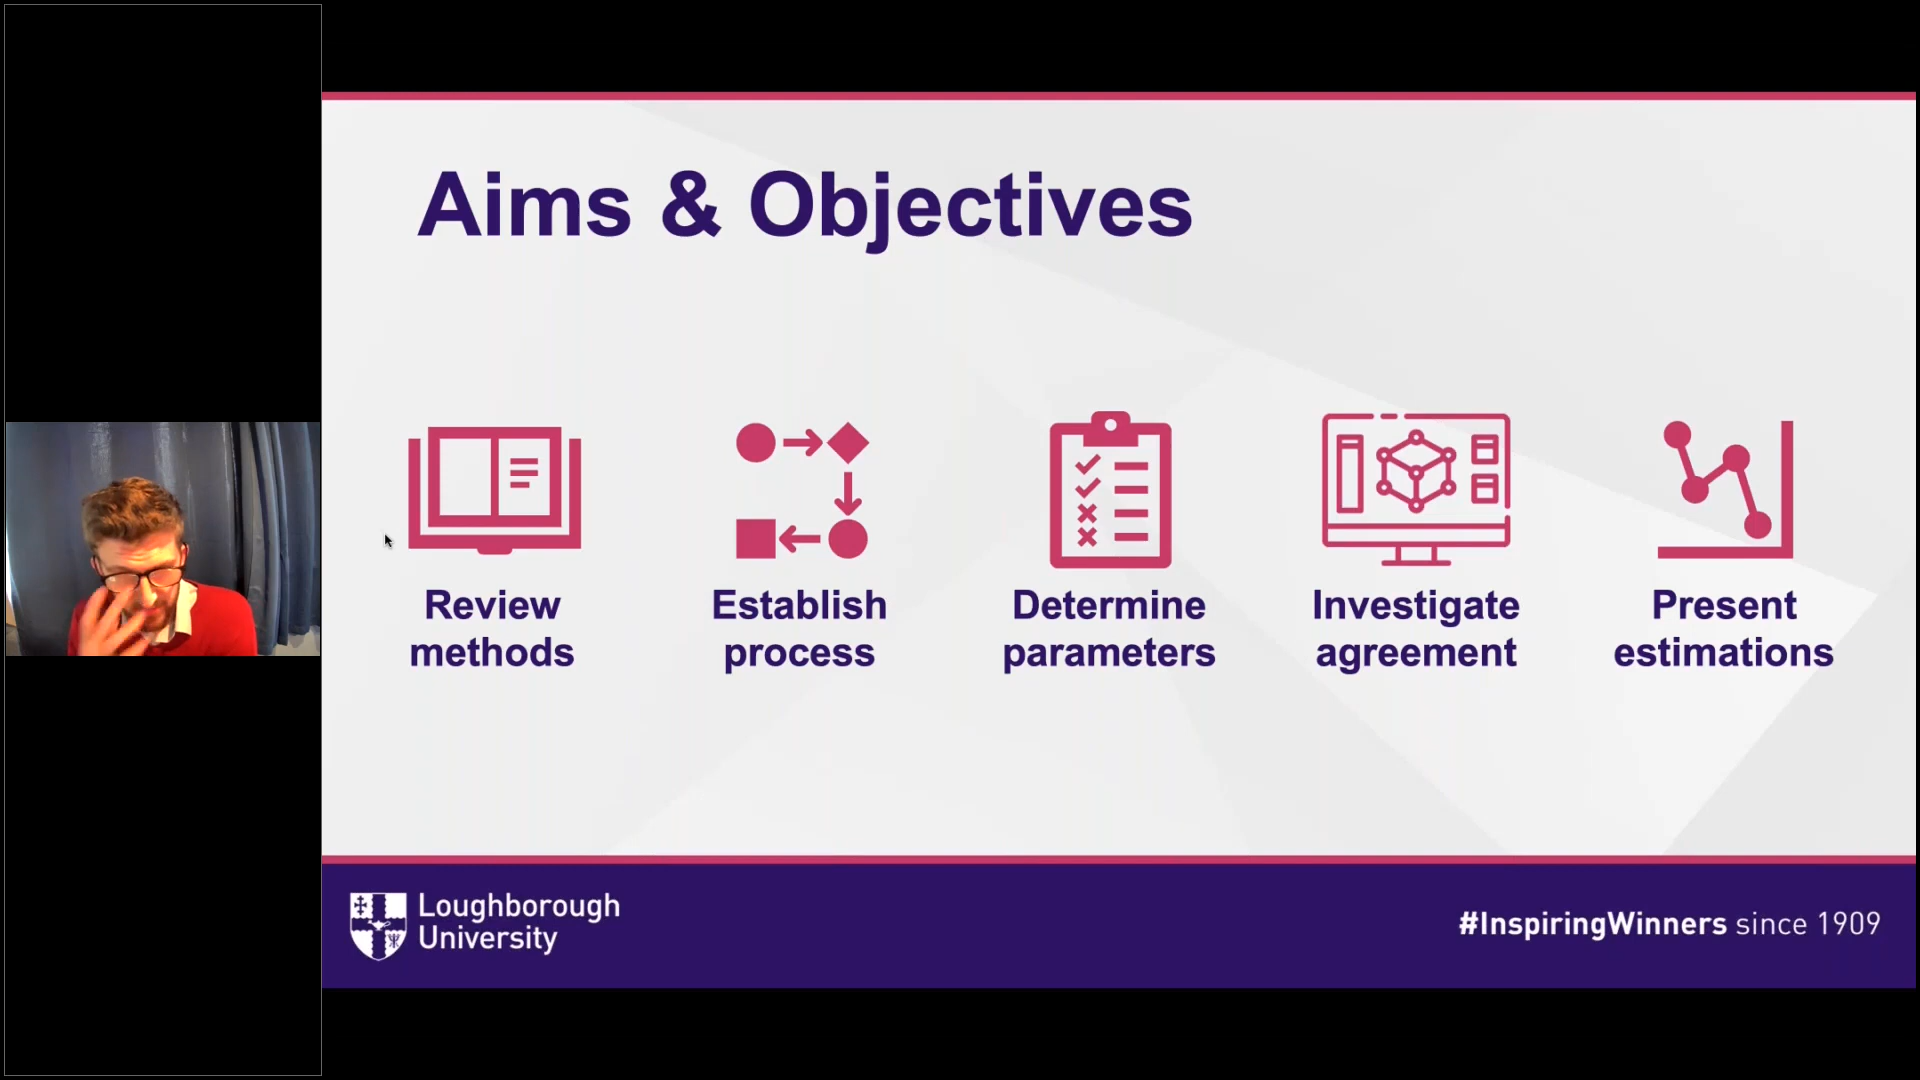 Aims & Objectives
Review
methods
Establish
process
Determine
parameters
Investigate
agreement
Present
estimations
Loughborough
University
#InspiringWinners since 1909